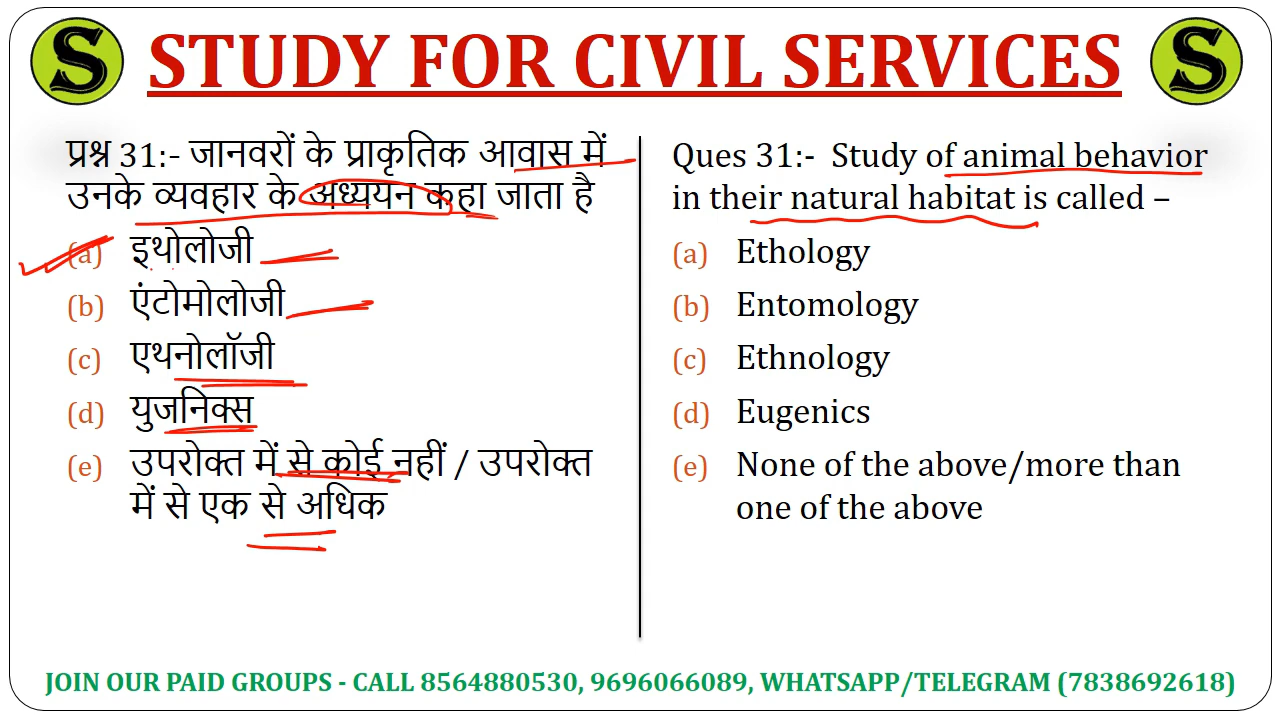 S STUDY FOR CIVIL SERVICES S
प्रश्न 31:- जानवरों के प्राकृतिक आवास में
उनके व्यवहार के अध्ययन कहा जाता है
(a) इथोलोजी
(b) एंटोमोलोजी
(c) एथनोलॉजी
(d) युजनिक्स
(e) उपरोक्त में से कोई नहीं / उपरोक्त
में से एक से अधिक
Ques 31:- Study of animal behavior
in their natural habitat is called –
(a) Ethology
(b) Entomology
(c) Ethnology
(d) Eugenics
(e) None of the above/more than
one of the above
JOIN OUR PAID GROUPS - CALL 8564880530, 9696066089, WHATSAPP/TELEGRAM (7838692618)